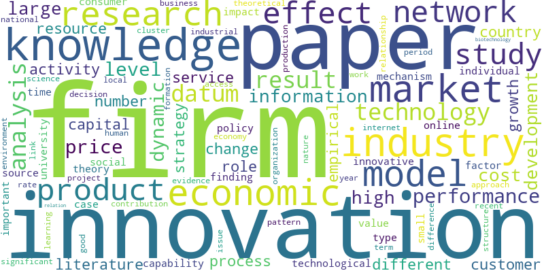 large
business
theoretical
consumer
research
impact
effect
network
national
resource
cluster
industrial
production
relationship
country
knowledge
paper
study
activity
level
service
result
access
period
work
mechanism
individual
market
growth
development
analysis
time
science
local
number
datum
information
decision
formation
dynamic
firm
technology
environment
link
university
capital
human
strategy
policy
internet
online
empirical
industry
price
social
change
economy
organization
nature
innovative
source
theory
role
model
factor
cost
rate
project
finding
evidence
year
approach
important
product
economic
high
performance
learning
relation
case
contribution
innovation
pattern
value
small
difference
structure
recent
biotechnology
good
issue
type
term
significant
literature
capability
process
technological
different
customer